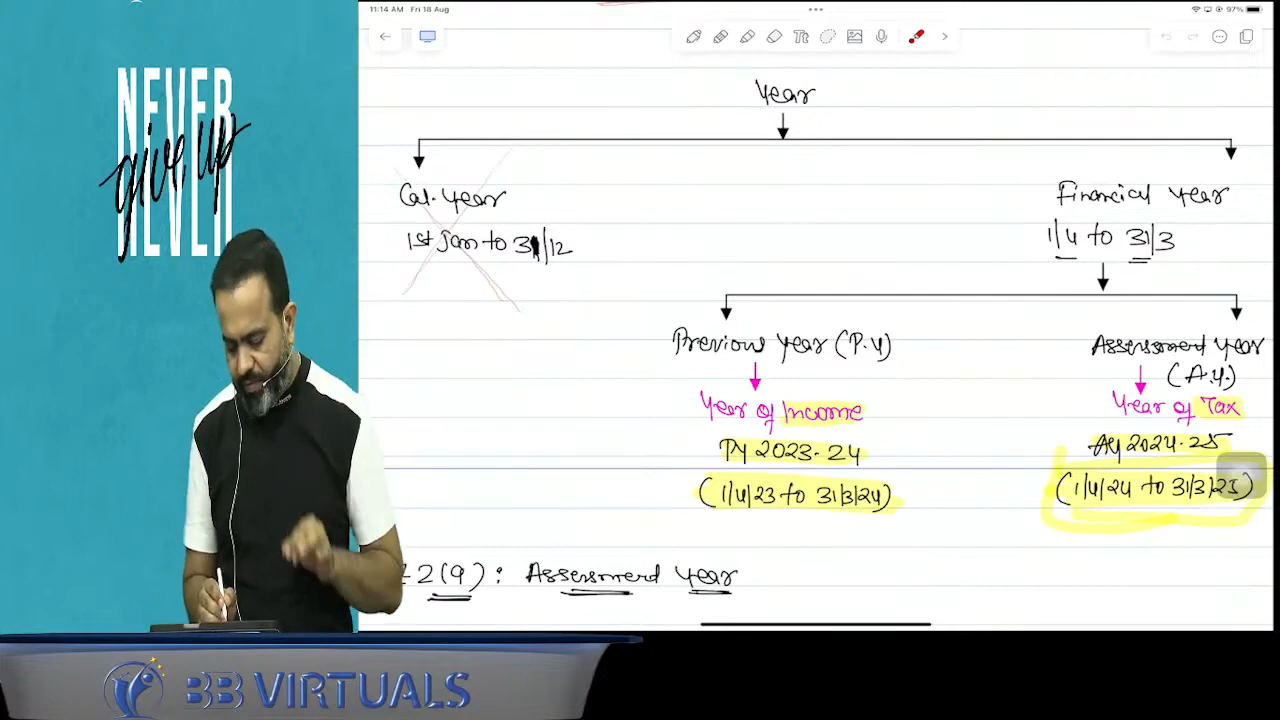 11:14 AM Fri 18 Aug
97%
NEVER
give up
NEVER
Tt
Year
Cal. Year
1st Jan to 31/12
Financial Year
1/4 to 31/3
Previous Year (P.Y)
Assessment Year
(A.Y.)
Year of Income
Year of Tax
PY 2023-24
AY 2024-25
(1/4/23 to 31/3/24)
(1/4/24 to 31/3/25)
2(9): Assessment Year
BB VIRTUALS